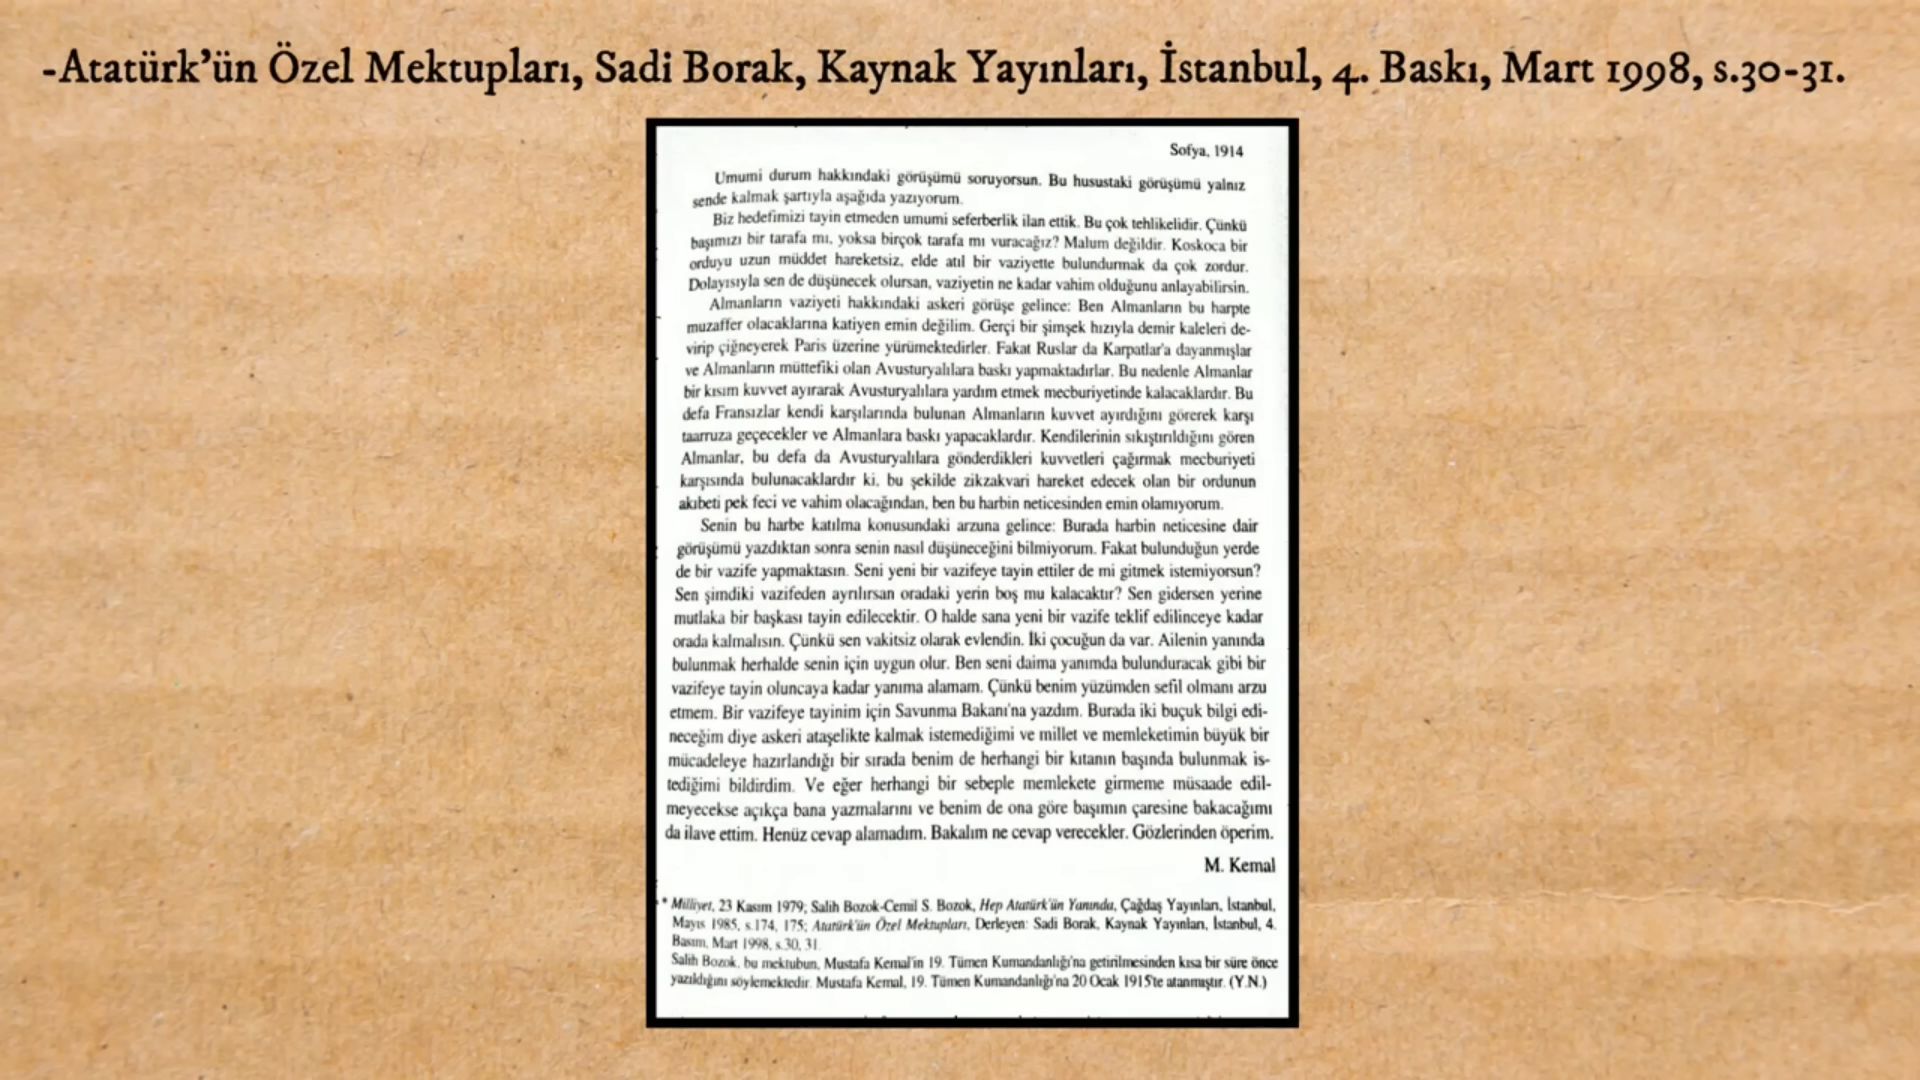 -Atatürk'ün Özel Mektupları, Sadi Borak, Kaynak Yayınları, İstanbul, 4. Baskı, Mart 1998, s.30-31.
Sofya, 1914
Umumi durum hakkındaki görüşümü soruyorsun. Bu husustaki görüşümü yalnız
sende kalmak şartıyla aşağıda yazıyorum.
Biz hedefimizi tayin etmeden umumi seferberlik ilan ettik. Bu çok tehlikelidir. Çünkü
başımızı bir tarafa mı, yoksa birçok tarafa mı vuracağız? Malum değildir. Koskoca bir
orduyu uzun müddet hareketsiz, elde atıl bir vaziyette bulundurmak da çok zordur.
Dolayısıyla sen de düşünecek olursan, vaziyetin ne kadar vahim olduğunu anlayabilirsin.
Almanların vaziyeti hakkındaki askeri görüşe gelince: Ben Almanların bu harpte
muzaffer olacaklarına katiyen emin değilim. Gerçi bir şimşek hızıyla demir kaleleri de-
virip çiğneyerek Paris üzerine yürümektedirler. Fakat Ruslar da Karpatlar'a dayanmışlar
ve Almanların müttefiki olan Avusturyalılara baskı yapmaktadırlar. Bu nedenle Almanlar
bir kısım kuvvet ayırarak Avusturyalılara yardım etmek mecburiyetinde kalacaklardır. Bu
defa Fransızlar kendi karşılarında bulunan Almanların kuvvet ayırdığını görerek karşı
taarruza geçecekler ve Almanlara baskı yapacaklardır. Kendilerinin sıkıştırıldığını gören
Almanlar, bu defa da Avusturyalılara gönderdikleri kuvvetleri çağırmak mecburiyeti
karşısında bulunacaklardır ki, bu şekilde zikzakvari hareket edecek olan bir ordunun
akıbeti pek feci ve vahim olacağından, ben bu harbin neticesinden emin olamıyorum.
Senin bu harbe katılma konusundaki arzuna gelince: Burada harbin neticesine dair
görüşümü yazdıktan sonra senin nasıl düşüneceğini bilmiyorum. Fakat bulunduğun yerde
de bir vazife yapmaktasın. Seni yeni bir vazifeye tayin ettiler de mi gitmek istemiyorsun?
Sen şimdiki vazifeden ayrılırsan oradaki yerin boş mu kalacaktır? Sen gidersen yerine
mutlaka bir başkası tayin edilecektir. O halde sana yeni bir vazife teklif edilinceye kadar
orada kalmalısın. Çünkü sen vakitsiz olarak evlendin. İki çocuğun da var. Ailenin yanında
bulunmak herhalde senin için uygun olur. Ben seni daima yanımda bulunduracak gibi bir
vazifeye tayin oluncaya kadar yanıma alamam. Çünkü benim yüzümden sefil olmanı arzu
etmem. Bir vazifeye tayinim için Savunma Bakanı'na yazdım. Burada iki buçuk bilgi edi-
neceğim diye askeri ataşelikte kalmak istemediğimi ve millet ve memleketimin büyük bir
mücadeleye hazırlandığı bir sırada benim de herhangi bir kıtanın başında bulunmak is-
tediğimi bildirdim. Ve eğer herhangi bir sebeple memlekete girmeme müsaade edil-
meyecekse açıkça bana yazmalarını ve benim de ona göre başımın çaresine bakacağımı
da ilave ettim. Henüz cevap alamadım. Bakalım ne cevap verecekler. Gözlerinden öperim.
M. Kemal
* Milliyet, 23 Kasım 1979; Salih Bozok-Cemil S. Bozok, Hep Atatürk'ün Yanında, Çağdaş Yayınları, İstanbul,
Mayıs 1985, s.174, 175; Atatürk'ün Özel Mektupları, Derleyen: Sadi Borak, Kaynak Yayınları, İstanbul, 4.
Basım, Mart 1998, s.30, 31.
Salih Bozok, bu mektubun, Mustafa Kemal'in 19. Tümen Kumandanlığı'na getirilmesinden kısa bir süre önce
yazıldığını söylemektedir. Mustafa Kemal, 19. Tümen Kumandanlığı'na 20 Ocak 1915'te atanmıştır. (Y.N.)